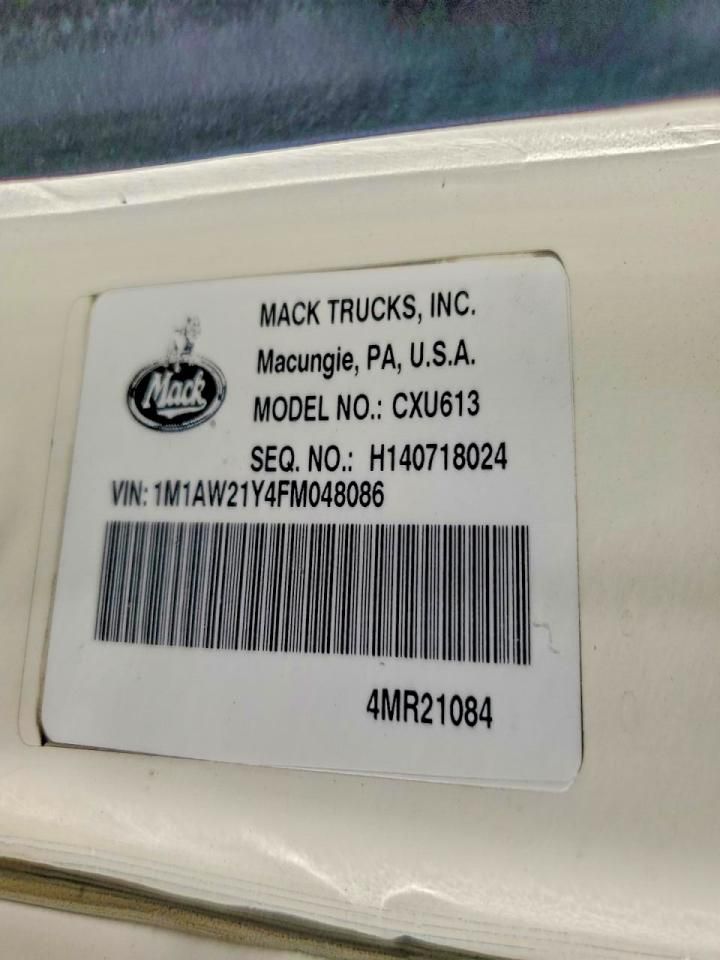 MACK TRUCKS, INC.
Macungie, PA, U.S.A.
Mack
MODEL NO.: CXU613
SEQ. NO.: H140718024
VIN: 1M1AW21Y4FM048086
4MR21084